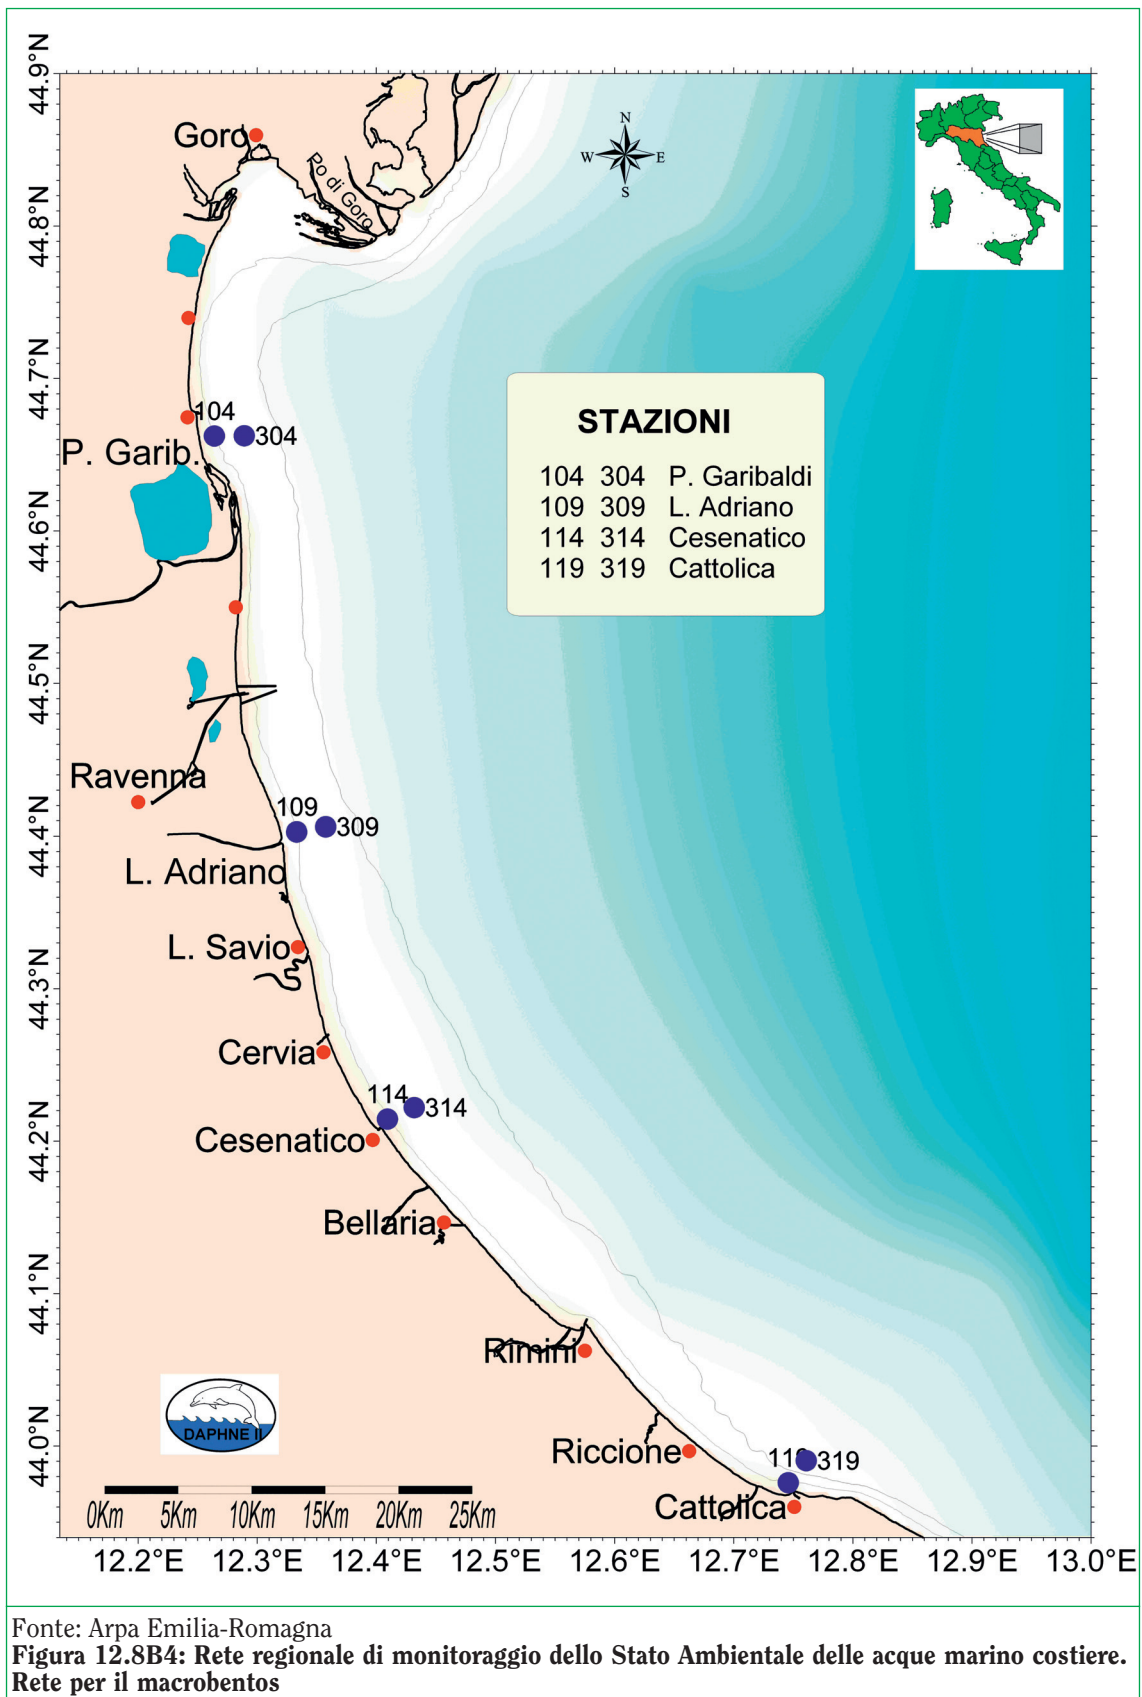 44.9°N
44.8°N
44.7°N
44.6°N
44.5°N
44.4°N
44.3°N
44.2°N
44.1°N
44.0°N
Goro
Po di Goro
N
W E
S
104
304
P. Garib.
STAZIONI
104 304 P. Garibaldi
109 309 L. Adriano
114 314 Cesenatico
119 319 Cattolica
Ravenna
109
309
L. Adriano
L. Savio
Cervia
114
314
Cesenatico
Bellaria
Rimini
Riccione
119
319
Cattolica
DAPHNE II
0Km 5Km 10Km 15Km 20Km 25Km
12.2°E 12.3°E 12.4°E 12.5°E 12.6°E 12.7°E 12.8°E 12.9°E 13.0°E
Fonte: Arpa Emilia-Romagna
Figura 12.8B4: Rete regionale di monitoraggio dello Stato Ambientale delle acque marino costiere.
Rete per il macrobentos